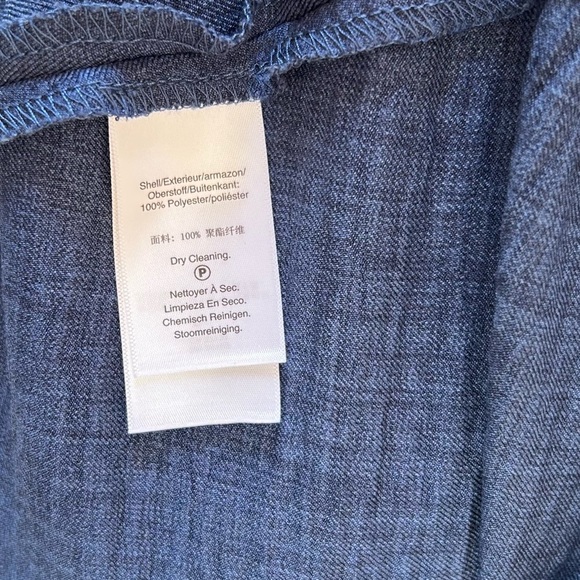 Shell/Exterieur/armazon/
Oberstoff/Buitenkant:
100% Polyester/poliéster
面料: 100% 聚酯纤维
Dry Cleaning.
P
Nettoyer À Sec.
Limpieza En Seco.
Chemisch Reinigen.
Stoomreiniging.